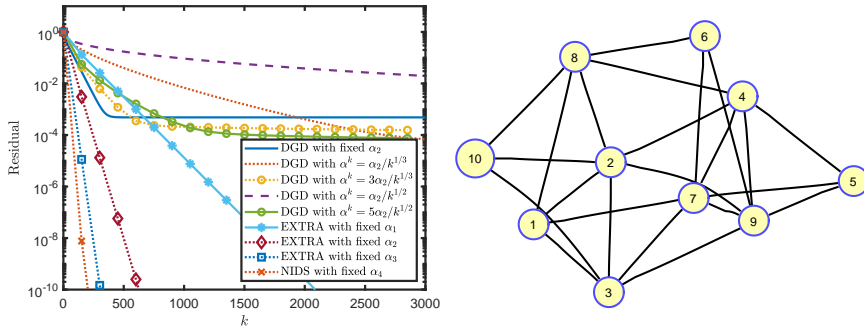 10^0
10^-2
10^-4
10^-6
10^-8
10^-10
Residual
0 500 1000 1500 2000 2500 3000
k
DGD with fixed α₂
DGD with α^k = α₂/k^1/3
DGD with α^k = 3α₂/k^1/3
DGD with α^k = α₂/k^1/2
DGD with α^k = 5α₂/k^1/2
EXTRA with fixed α₁
EXTRA with fixed α₂
EXTRA with fixed α₃
NIDS with fixed α₄
6
8
4
10
2
5
7
9
1
3